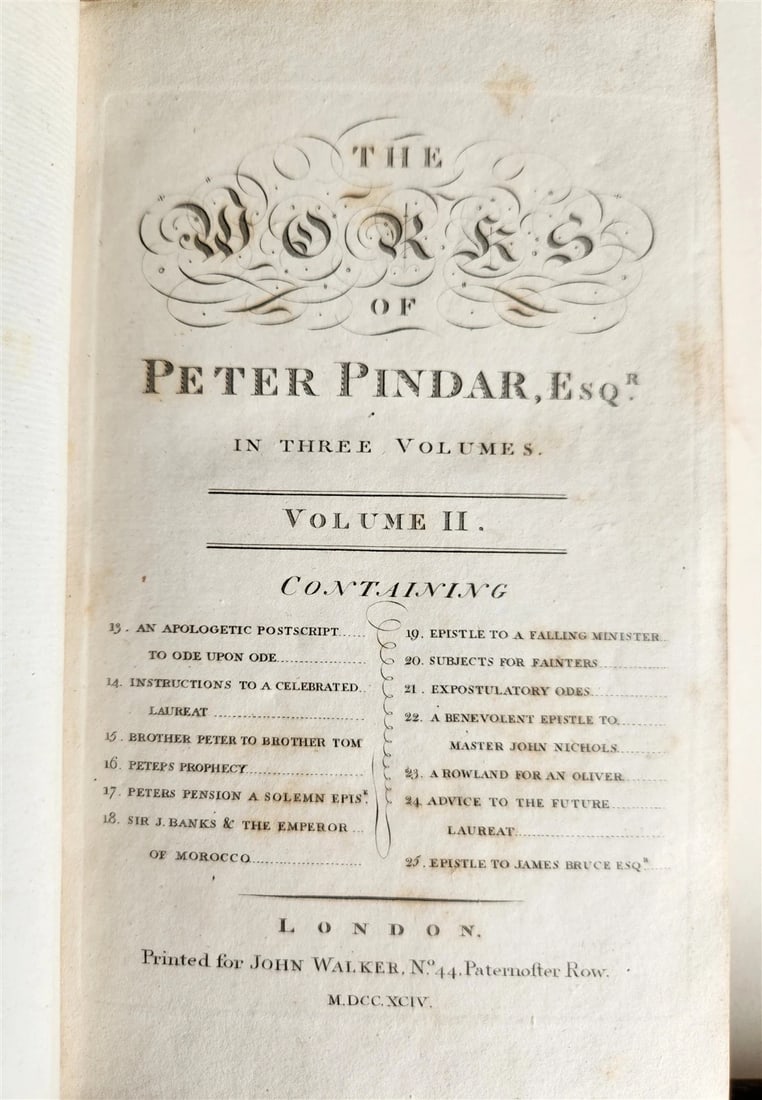 THE
WORKS
OF
PETER PINDAR, ESQ.R
IN THREE VOLUMES.
VOLUME II.
CONTAINING
13. AN APOLOGETIC POSTSCRIPT......
TO ODE UPON ODE....................
14. INSTRUCTIONS TO A CELEBRATED..
LAUREAT ................................
15. BROTHER PETER TO BROTHER TOM
16. PETEPS PROPHECY.........................
17. PETERS PENSION A SOLEMN EPIS.E
18. SIR J. BANKS & THE EMPEROR ...
OF MOROCCO.......................
19. EPISTLE TO A FALLING MINISTER..
20. SUBJECTS FOR FAINTERS..............
21. EXPOSTULATORY ODES...............
22. A BENEVOLENT EPISTLE TO..........
MASTER JOHN NICHOLS..........
23. A ROWLAND FOR AN OLIVER........
24. ADVICE TO THE FUTURE............
LAUREAT..............................
25. EPISTLE TO JAMES BRUCE ESQ.R.....
LONDON.
Printed for JOHN WALKER, N.o 44, Paternoſter Row.
M.DCC.XCIV.